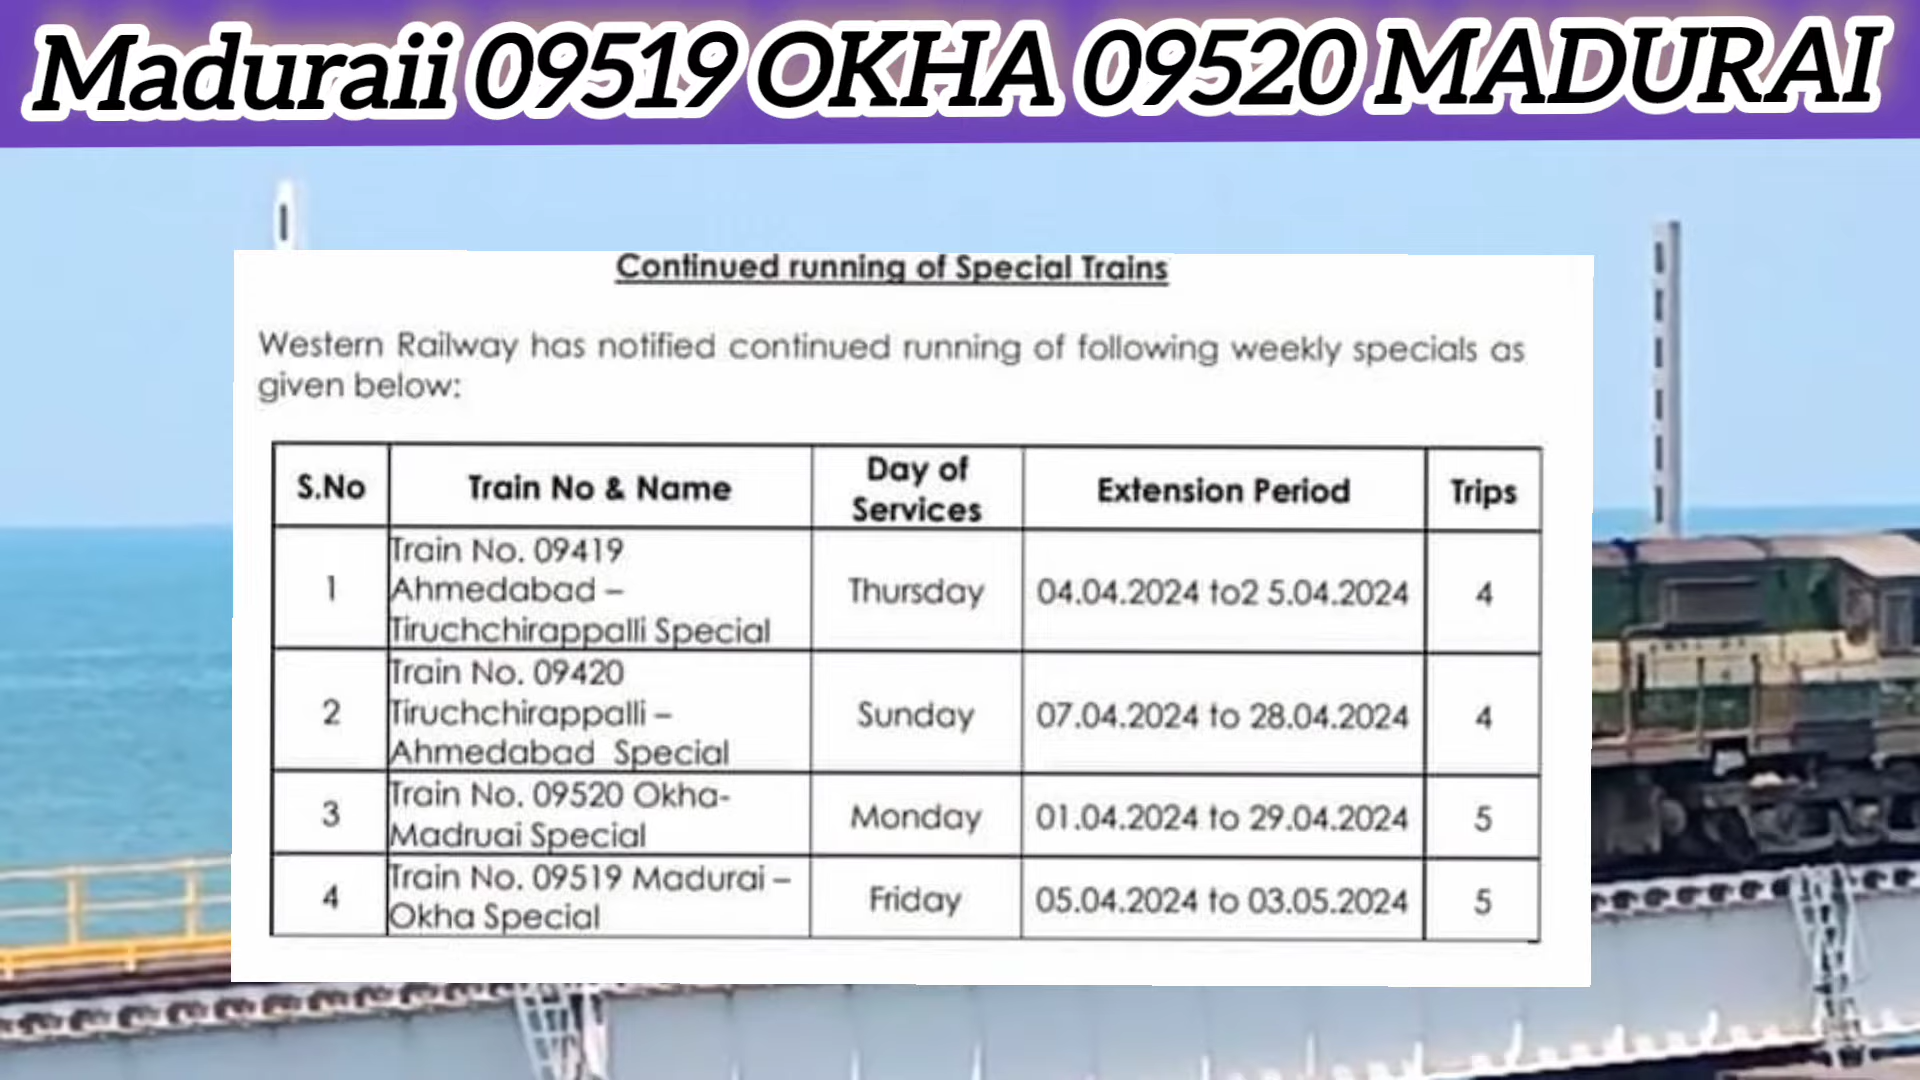 Maduraii 09519 OKHA 09520 MADURAI
Continued running of Special Trains
Western Railway has notified continued running of following weekly specials as
given below:
S.No Train No & Name Day of Services Extension Period Trips
1 Train No. 09419 Ahmedabad – Tiruchchirappalli Special Thursday 04.04.2024 to2 5.04.2024 4
2 Train No. 09420 Tiruchchirappalli – Ahmedabad Special Sunday 07.04.2024 to 28.04.2024 4
3 Train No. 09520 Okha- Madruai Special Monday 01.04.2024 to 29.04.2024 5
4 Train No. 09519 Madurai – Okha Special Friday 05.04.2024 to 03.05.2024 5